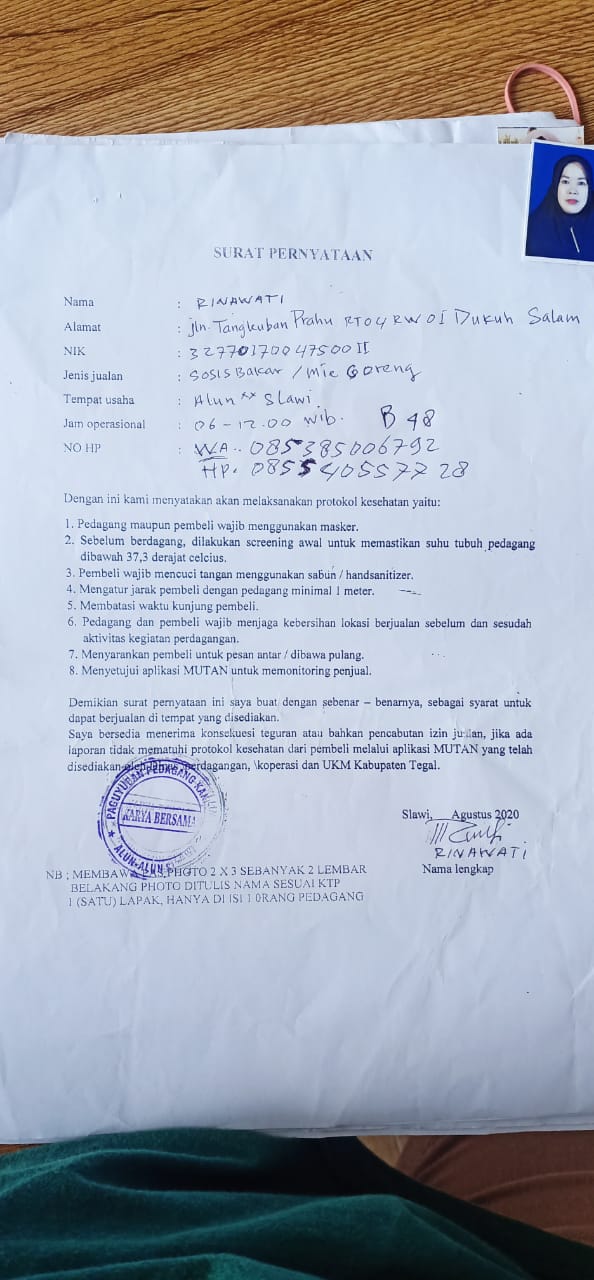 SURAT PERNYATAAN
Nama : RINAWATI
Alamat : jln. Tangkuban Prahu RT04 RW 01 Dukuh Salam
NIK :
Jenis jualan : SOSIS Bakar / Mie Goreng
Tempat usaha : Alun ** Slawi
Jam operasional : 06 - 12.00 wib. B 48
NO HP : WA.. 085385006792
HP. 085540557728
Dengan ini kami menyatakan akan melaksanakan protokol kesehatan yaitu:
1. Pedagang maupun pembeli wajib menggunakan masker.
2. Sebelum berdagang, dilakukan screening awal untuk memastikan suhu tubuh pedagang
dibawah 37,3 derajat celcius.
3. Pembeli wajib mencuci tangan menggunakan sabun / handsanitizer.
4. Mengatur jarak pembeli dengan pedagang minimal 1 meter.
5. Membatasi waktu kunjung pembeli.
6. Pedagang dan pembeli wajib menjaga kebersihan lokasi berjualan sebelum dan sesudah
aktivitas kegiatan perdagangan.
7. Menyarankan pembeli untuk pesan antar / dibawa pulang.
8. Menyetujui aplikasi MUTAN untuk memonitoring penjual.
Demikian surat pernyataan ini saya buat dengan sebenar – benarnya, sebagai syarat untuk
dapat berjualan di tempat yang disediakan.
Saya bersedia menerima konsekuesi teguran atau bahkan pencabutan izin jualan, jika ada
laporan tidak mematuhi protokol kesehatan dari pembeli melalui aplikasi MUTAN yang telah
disediakan oleh Dinas perdagangan, \koperasi dan UKM Kabupaten Tegal.
PAGUYUBAN PEDAGANG
KARYA BERSAMA
ALUN-ALUN
Slawi, Agustus 2020
RINAWATI
Nama lengkap
NB ; MEMBAWA PAS PHOTO 2 X 3 SEBANYAK 2 LEMBAR
BELAKANG PHOTO DITULIS NAMA SESUAI KTP
1 (SATU) LAPAK, HANYA DI ISI 1 0RANG PEDAGANG